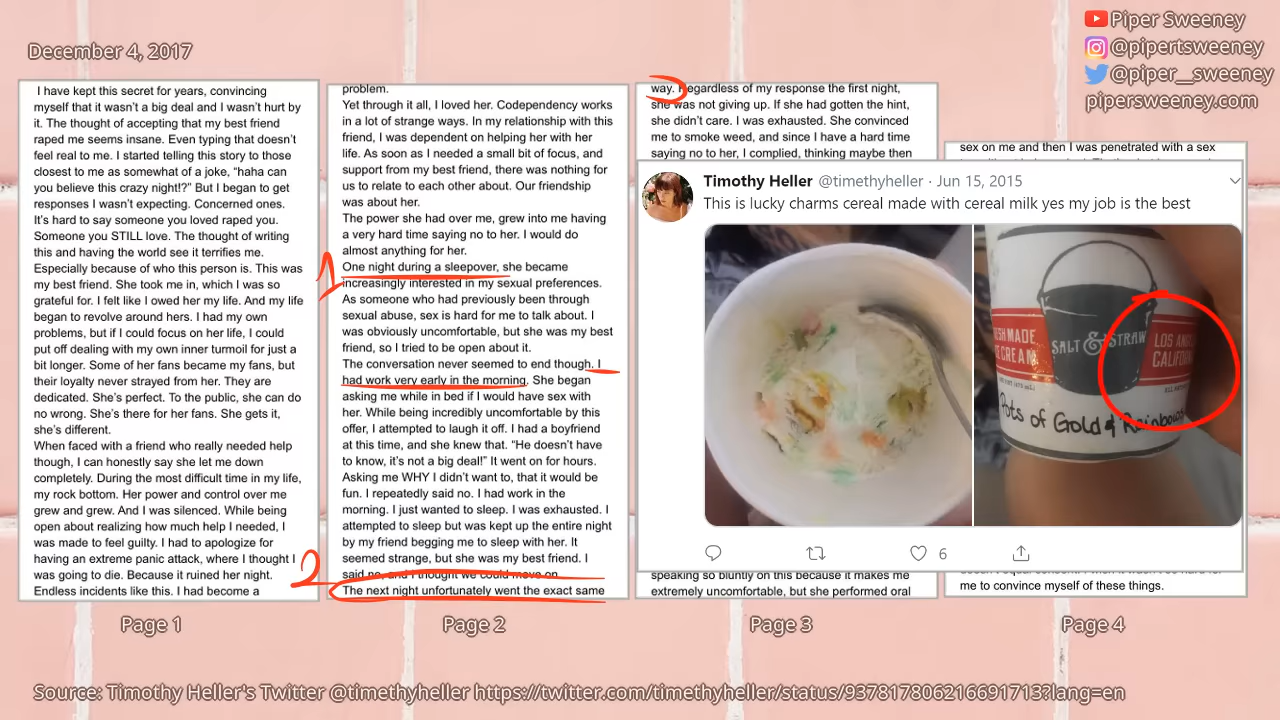 Piper Sweeney
@pipertsweeney
@piper__sweeney
pipersweeney.com
December 4, 2017
I have kept this secret for years, convincing
myself that it wasn't a big deal and I wasn't hurt by
it. The thought of accepting that my best friend
raped me seems insane. Even typing that doesn't
feel real to me. I started telling this story to those
closest to me as somewhat of a joke, “haha can
you believe this crazy night!?” But I began to get
responses I wasn't expecting. Concerned ones.
It's hard to say someone you loved raped you.
Someone you STILL love. The thought of writing
this and having the world see it terrifies me.
Especially because of who this person is. This was
my best friend. She took me in, which I was so
grateful for. I felt like I owed her my life. And my life
began to revolve around hers. I had my own
problems, but if I could focus on her life, I could
put off dealing with my own inner turmoil for just a
bit longer. Some of her fans became my fans, but
their loyalty never strayed from her. They are
dedicated. She's perfect. To the public, she can do
no wrong. She's there for her fans. She gets it,
she's different.
When faced with a friend who really needed help
though, I can honestly say she let me down
completely. During the most difficult time in my life,
my rock bottom. Her power and control over me
grew and grew. And I was silenced. While being
open about realizing how much help I needed, I
was made to feel guilty. I had to apologize for
having an extreme panic attack, where I thought I
was going to die. Because it ruined her night.
Endless incidents like this. I had become a
Page 1
problem.
Yet through it all, I loved her. Codependency works
in a lot of strange ways. In my relationship with this
friend, I was dependent on helping her with her
life. As soon as I needed a small bit of focus, and
support from my best friend, there was nothing for
us to relate to each other about. Our friendship
was about her.
The power she had over me, grew into me having
a very hard time saying no to her. I would do
almost anything for her.
1
One night during a sleepover, she became
increasingly interested in my sexual preferences.
As someone who had previously been through
sexual abuse, sex is hard for me to talk about. I
was obviously uncomfortable, but she was my best
friend, so I tried to be open about it.
The conversation never seemed to end though. I
had work very early in the morning. She began
asking me while in bed if I would have sex with
her. While being incredibly uncomfortable by this
offer, I attempted to laugh it off. I had a boyfriend
at this time, and she knew that. “He doesn't have
to know, it's not a big deal!” It went on for hours.
Asking me WHY I didn't want to, that it would be
fun. I repeatedly said no. I had work in the
morning. I just wanted to sleep. I was exhausted. I
attempted to sleep but was kept up the entire night
by my friend begging me to sleep with her. It
seemed strange, but she was my best friend. I
said no, and I thought we could move on.
2
The next night unfortunately went the exact same
Page 2
way. Regardless of my response the first night,
she was not giving up. If she had gotten the hint,
she didn't care. I was exhausted. She convinced
me to smoke weed, and since I have a hard time
saying no to her, I complied, thinking maybe then
speaking so bluntly on this because it makes me
extremely uncomfortable, but she performed oral
Page 3
sex on me and then I was penetrated with a sex
me to convince myself of these things.
Page 4
Timothy Heller @timethyheller · Jun 15, 2015
This is lucky charms cereal made with cereal milk yes my job is the best
MADE
CREAM
SALT & STRAW
LOS
Pots of Gold & Rainbows
6
Source: Timothy Heller's Twitter @timethyheller https://twitter.com/timethyheller/status/937817806216691713?lang=en